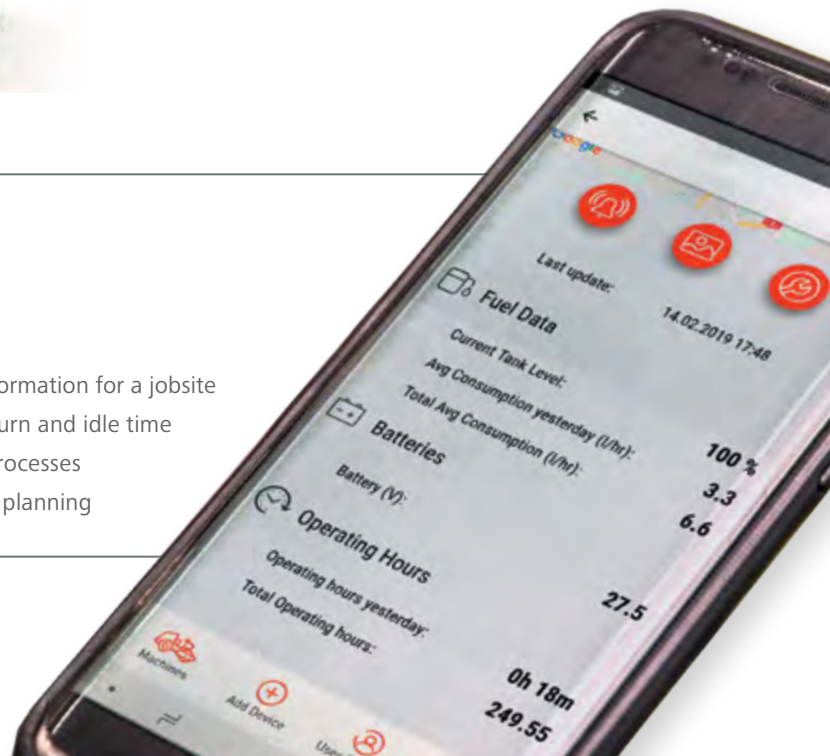 ormation for a jobsite
urn and idle time
rocesses
planning
Google
Last update: 14.02.2019 17:48
Fuel Data
Current Tank Level: 100 %
Avg Consumption yesterday (l/hr): 3.3
Total Avg Consumption (l/hr): 6.6
Batteries
Battery (V): 27.5
Operating Hours
Operating hours yesterday: 0h 18m
Total Operating hours: 249.55
Machines
Add Device
User